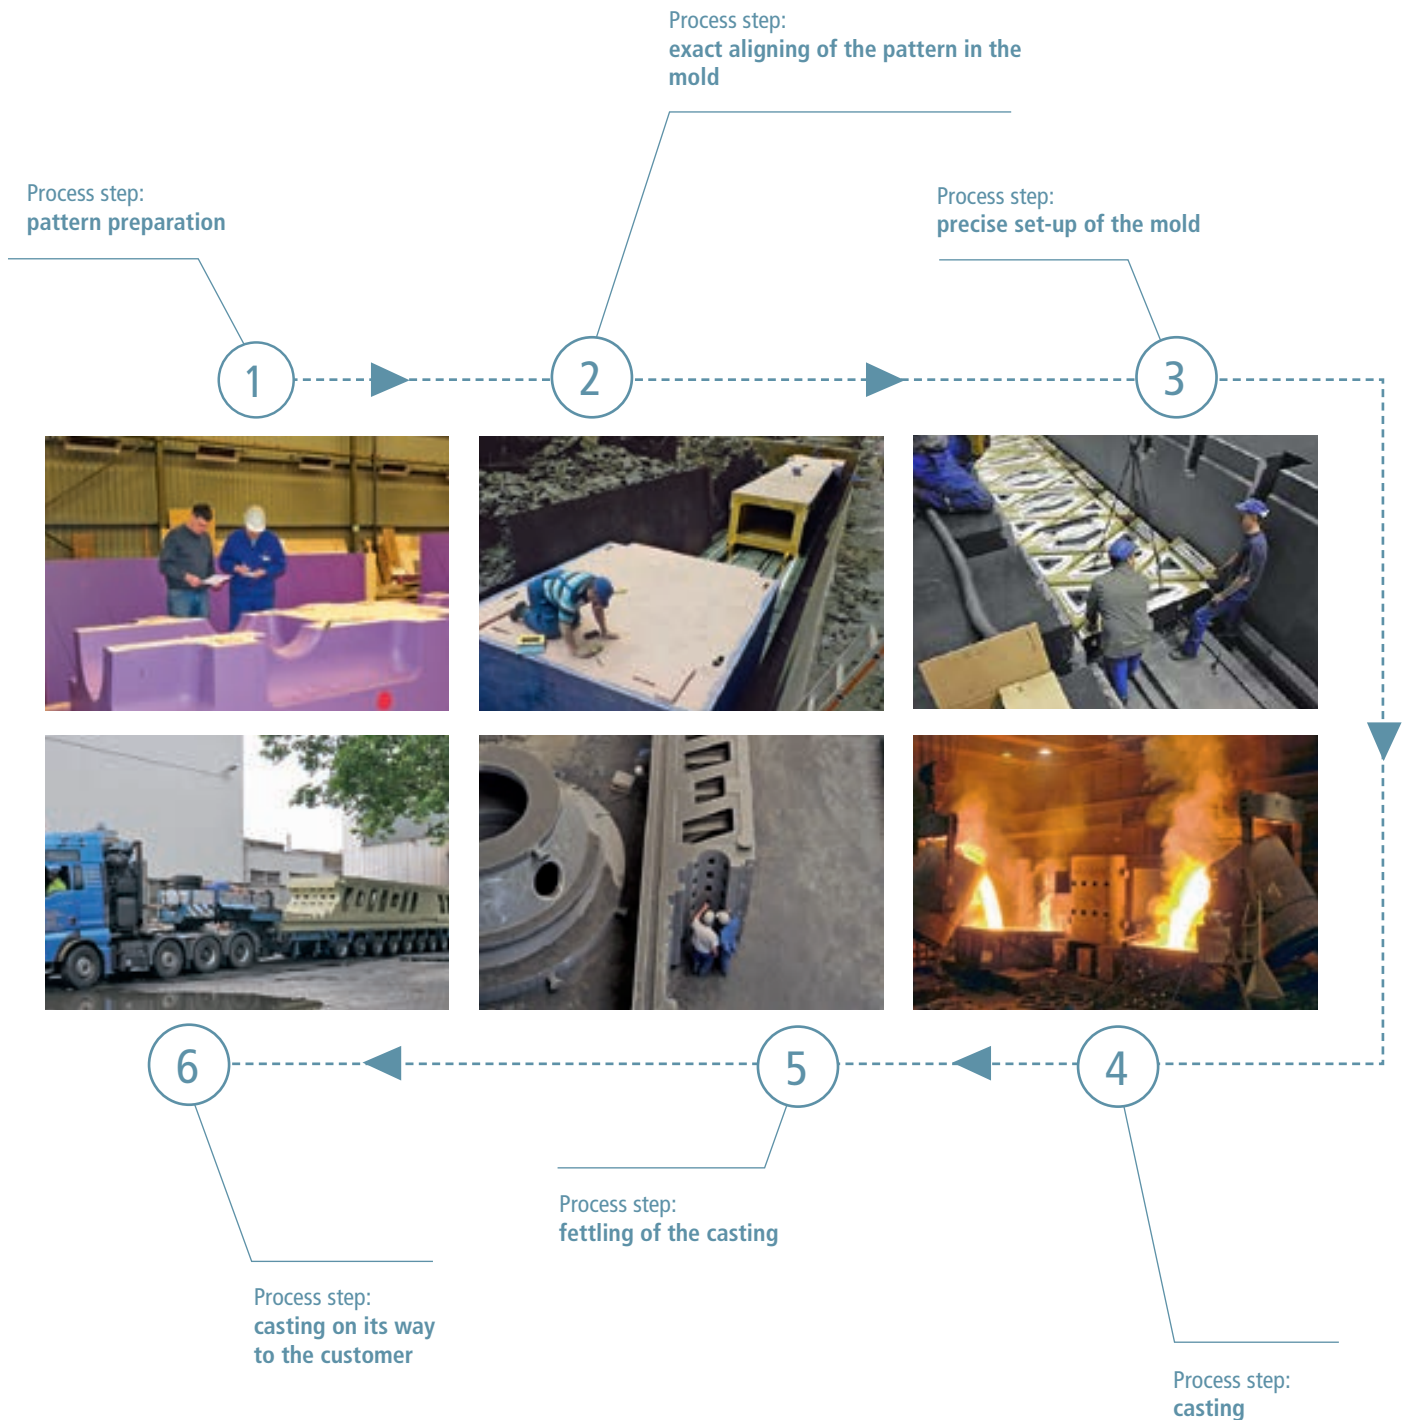 Process step:
exact aligning of the pattern in the
mold
Process step:
pattern preparation
Process step:
precise set-up of the mold
1
2
3
6
5
4
Process step:
fettling of the casting
Process step:
casting on its way
to the customer
Process step:
casting